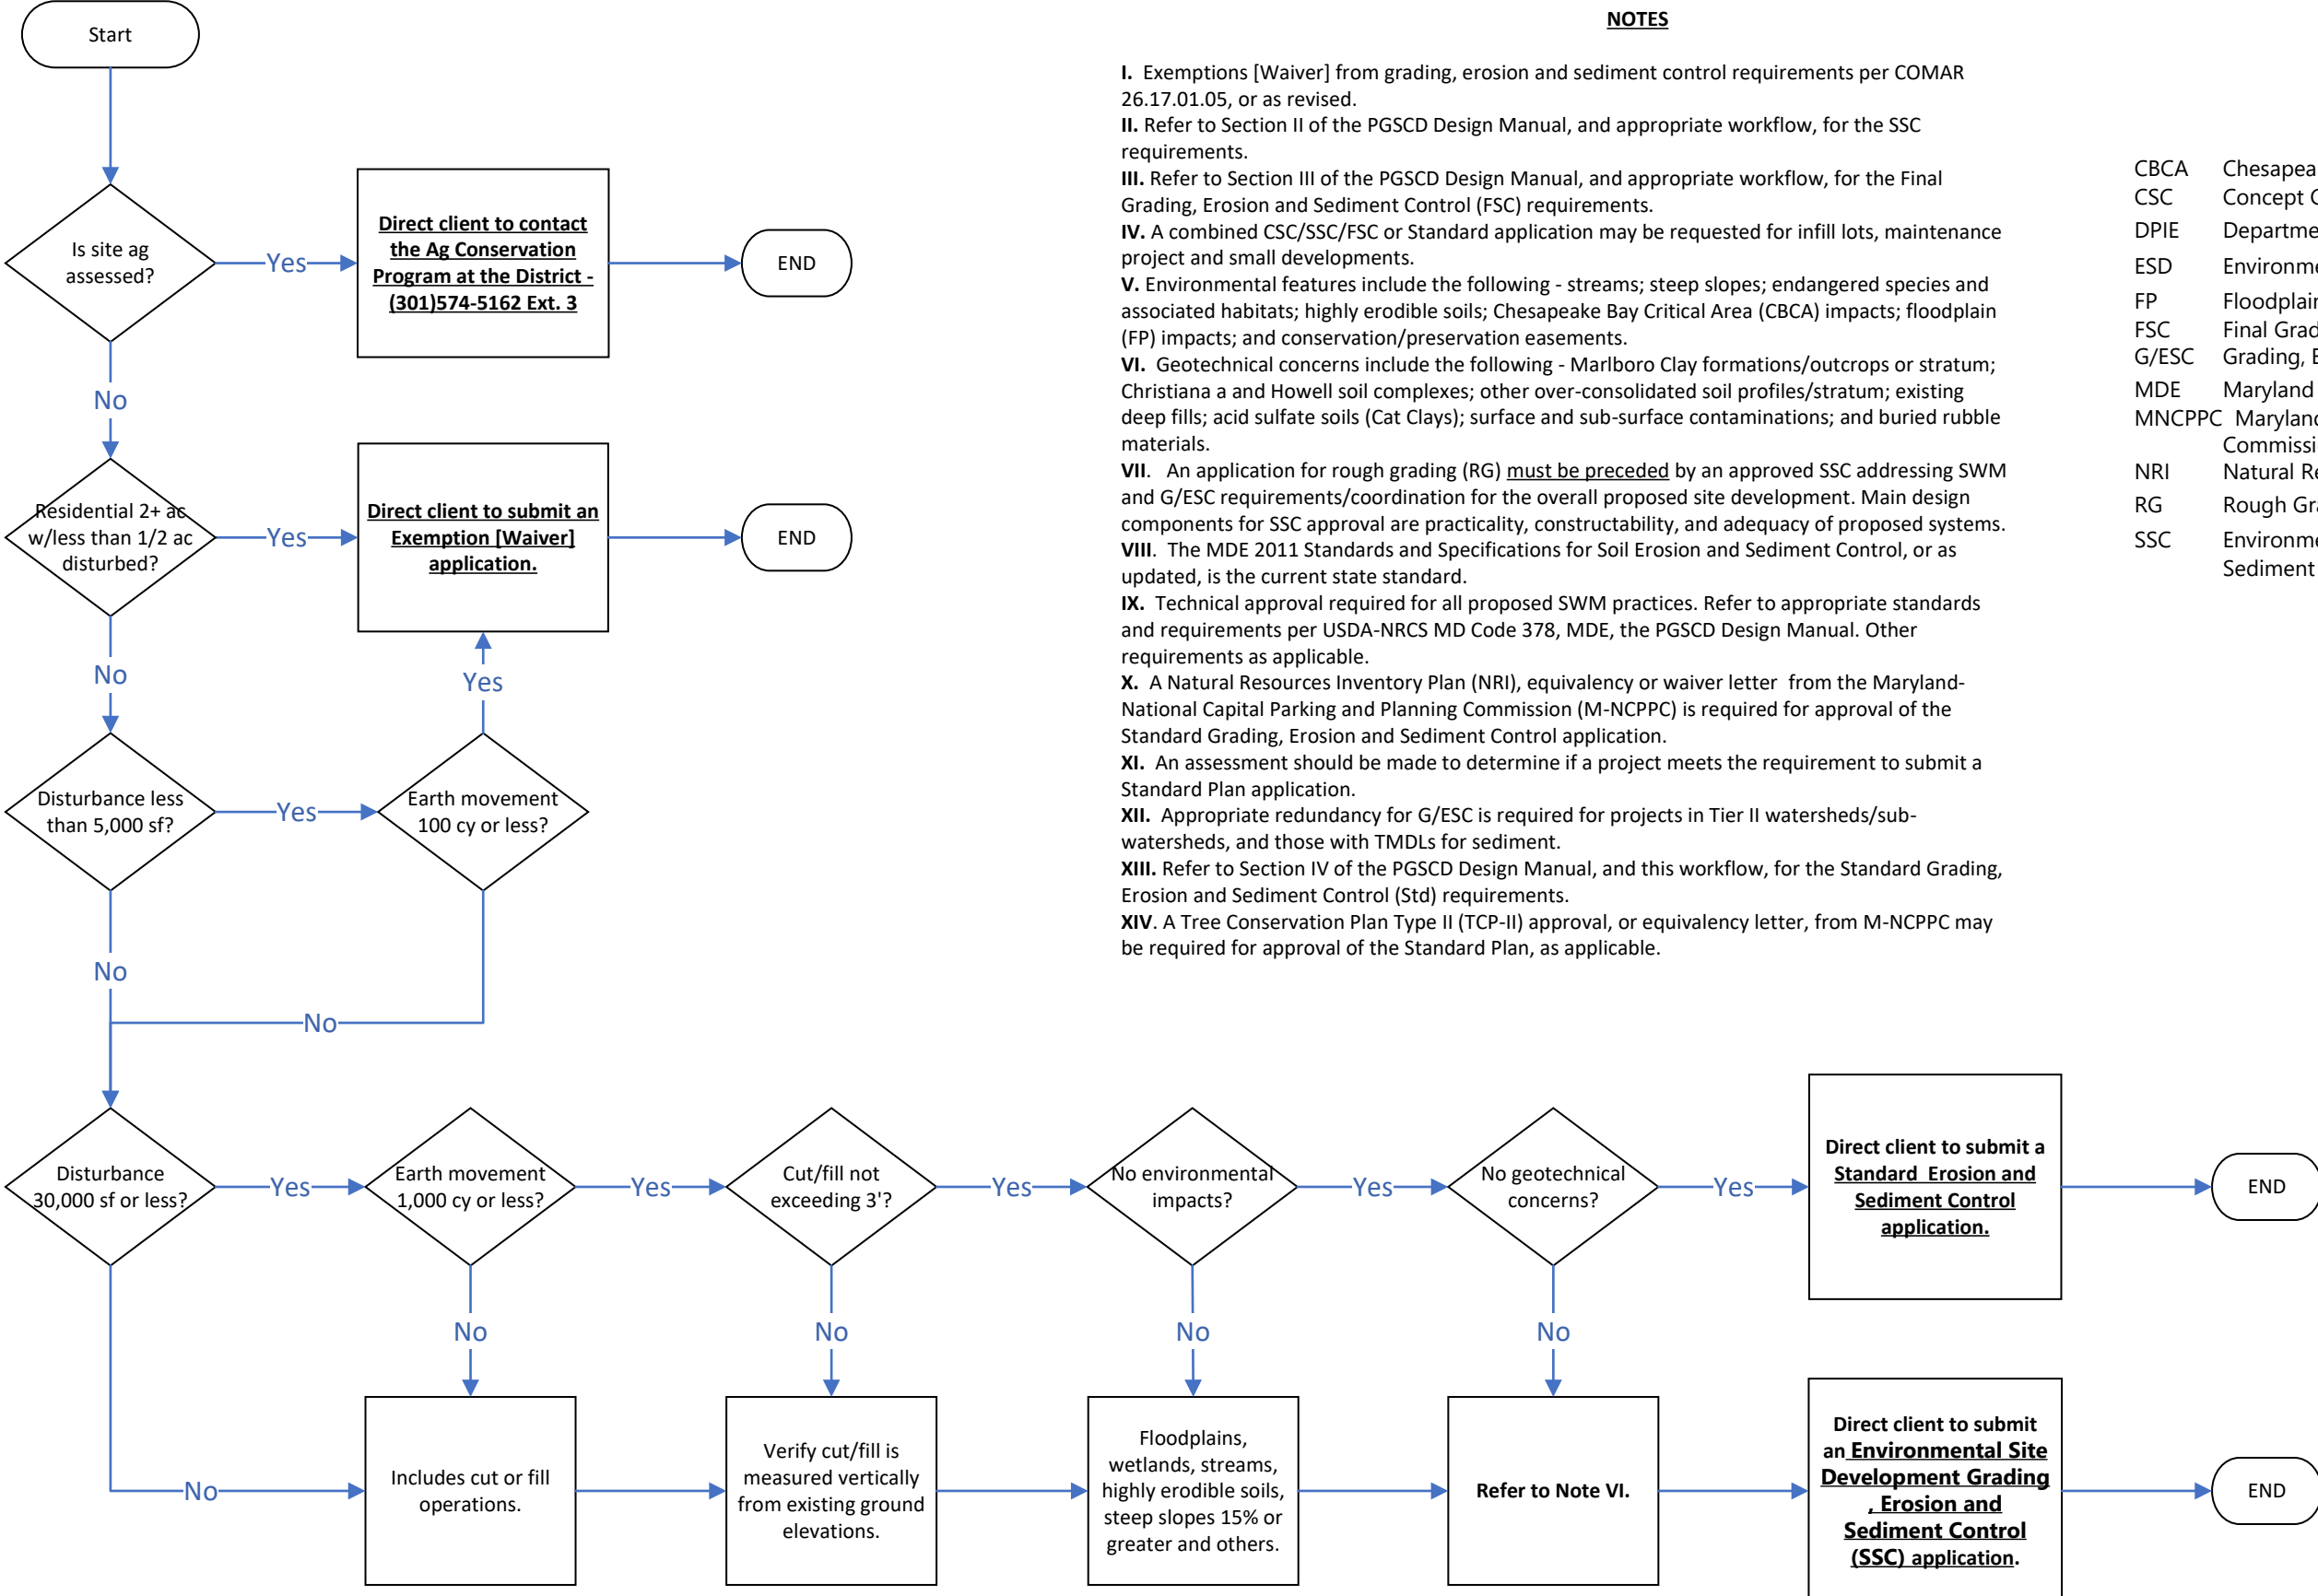 Start
Is site ag
assessed?
Yes
Direct client to contact
the Ag Conservation
Program at the District -
(301)574-5162 Ext. 3
END
No
Residential 2+ ac
w/less than 1/2 ac
disturbed?
Yes
Direct client to submit an
Exemption [Waiver]
application.
END
No
Yes
Disturbance less
than 5,000 sf?
Yes
Earth movement
100 cy or less?
No
No
Disturbance
30,000 sf or less?
Yes
Earth movement
1,000 cy or less?
Yes
Cut/fill not
exceeding 3'?
Yes
No environmental
impacts?
Yes
No geotechnical
concerns?
Yes
Direct client to submit a
Standard Erosion and
Sediment Control
application.
END
No
No
No
No
No
Includes cut or fill
operations.
Verify cut/fill is
measured vertically
from existing ground
elevations.
Floodplains,
wetlands, streams,
highly erodible soils,
steep slopes 15% or
greater and others.
Refer to Note VI.
Direct client to submit
an Environmental Site
Development Grading
, Erosion and
Sediment Control
(SSC) application.
END
NOTES
I. Exemptions [Waiver] from grading, erosion and sediment control requirements per COMAR
26.17.01.05, or as revised.
II. Refer to Section II of the PGSCD Design Manual, and appropriate workflow, for the SSC
requirements.
III. Refer to Section III of the PGSCD Design Manual, and appropriate workflow, for the Final
Grading, Erosion and Sediment Control (FSC) requirements.
IV. A combined CSC/SSC/FSC or Standard application may be requested for infill lots, maintenance
project and small developments.
V. Environmental features include the following - streams; steep slopes; endangered species and
associated habitats; highly erodible soils; Chesapeake Bay Critical Area (CBCA) impacts; floodplain
(FP) impacts; and conservation/preservation easements.
VI. Geotechnical concerns include the following - Marlboro Clay formations/outcrops or stratum;
Christiana a and Howell soil complexes; other over-consolidated soil profiles/stratum; existing
deep fills; acid sulfate soils (Cat Clays); surface and sub-surface contaminations; and buried rubble
materials.
VII. An application for rough grading (RG) must be preceded by an approved SSC addressing SWM
and G/ESC requirements/coordination for the overall proposed site development. Main design
components for SSC approval are practicality, constructability, and adequacy of proposed systems.
VIII. The MDE 2011 Standards and Specifications for Soil Erosion and Sediment Control, or as
updated, is the current state standard.
IX. Technical approval required for all proposed SWM practices. Refer to appropriate standards
and requirements per USDA-NRCS MD Code 378, MDE, the PGSCD Design Manual. Other
requirements as applicable.
X. A Natural Resources Inventory Plan (NRI), equivalency or waiver letter from the Maryland-
National Capital Parking and Planning Commission (M-NCPPC) is required for approval of the
Standard Grading, Erosion and Sediment Control application.
XI. An assessment should be made to determine if a project meets the requirement to submit a
Standard Plan application.
XII. Appropriate redundancy for G/ESC is required for projects in Tier II watersheds/sub-
watersheds, and those with TMDLs for sediment.
XIII. Refer to Section IV of the PGSCD Design Manual, and this workflow, for the Standard Grading,
Erosion and Sediment Control (Std) requirements.
XIV. A Tree Conservation Plan Type II (TCP-II) approval, or equivalency letter, from M-NCPPC may
be required for approval of the Standard Plan, as applicable.
CBCA
CSC Concept
DPIE
ESD
FP
FSC Final
G/ESC Grading,
MDE Maryland
MNCPPC
NRI Natural
RG Rough
SSC
Sediment